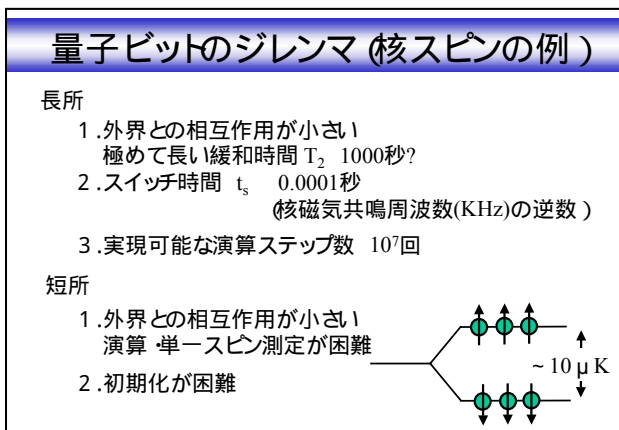 量子ビットのジレンマ(核スピンの例)
長所
1.外界との相互作用が小さい
極めて長い緩和時間 T₂ 1000秒?
2.スイッチ時間 tₛ 0.0001秒
(核磁気共鳴周波数(KHz)の逆数)
3.実現可能な演算ステップ数 10⁷回
短所
1.外界との相互作用が小さい
演算・単一スピン測定が困難
2.初期化が困難
~10μK